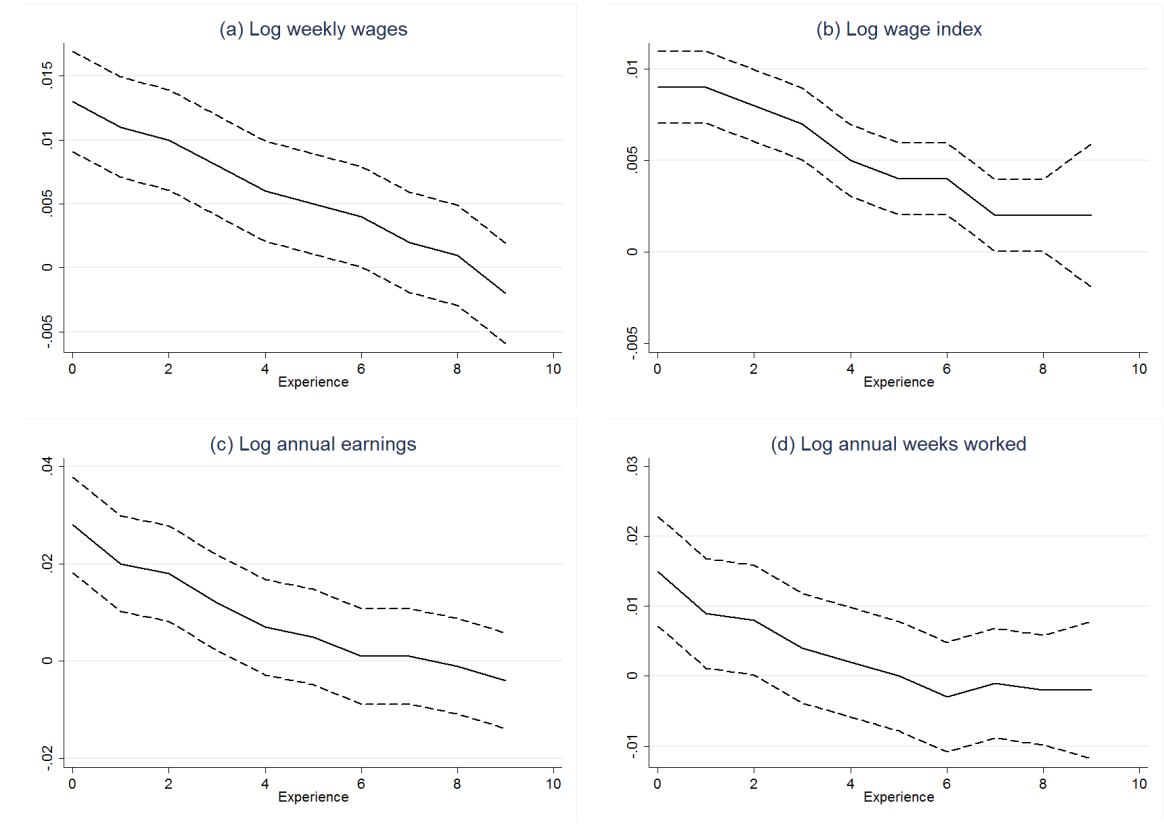 (a) Log weekly wages
.015
.01
.005
0
-.005
0 2 4 6 8 10
Experience
(b) Log wage index
.01
.005
0
-.005
0 2 4 6 8 10
Experience
(c) Log annual earnings
.04
.02
0
-.02
0 2 4 6 8 10
Experience
(d) Log annual weeks worked
.03
.02
.01
0
-.01
0 2 4 6 8 10
Experience